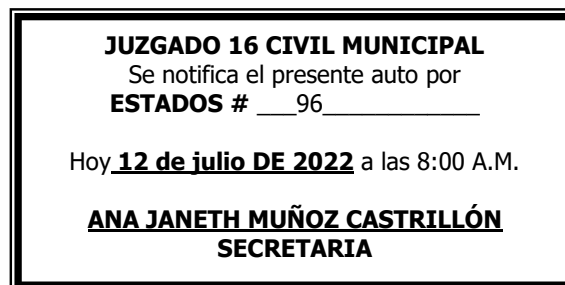 JUZGADO 16 CIVIL MUNICIPAL
Se notifica el presente auto por
ESTADOS # ___96____________
Hoy 12 de julio DE 2022 a las 8:00 A.M.
ANA JANETH MUÑOZ CASTRILLÓN
SECRETARIA